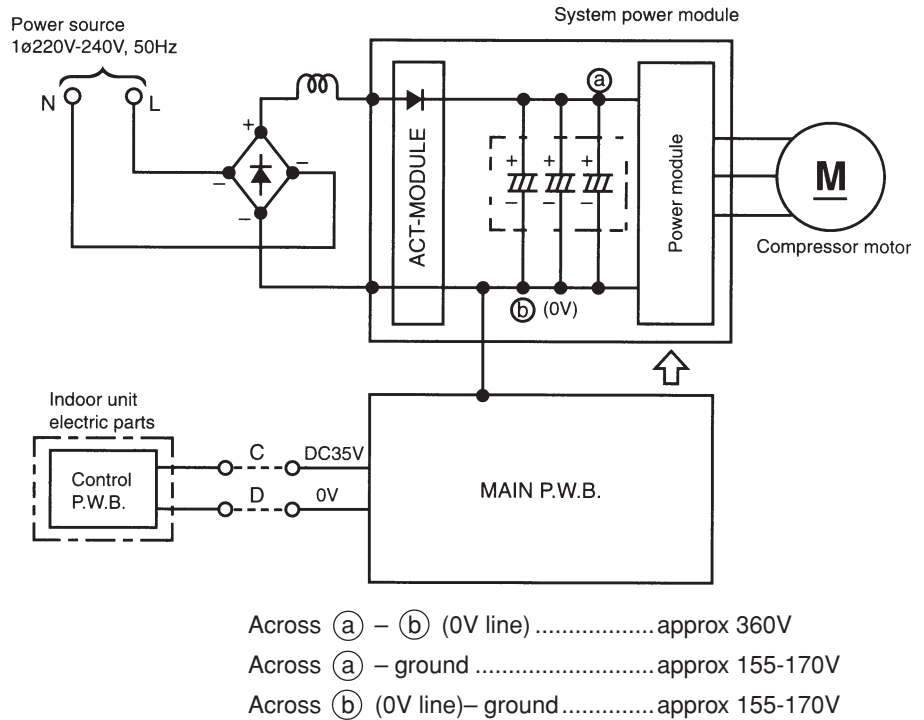 Power source
1ø220V-240V, 50Hz
System power module
N
L
+
–
–
–
ACT-MODULE
a
+
+
+
–
–
–
b (0V)
Power module
M
Compressor motor
Indoor unit
electric parts
Control
P.W.B.
C
DC35V
D
0V
MAIN P.W.B.
Across a – b (0V line) ..................approx 360V
Across a – ground ...........................approx 155-170V
Across b (0V line)– ground..............approx 155-170V